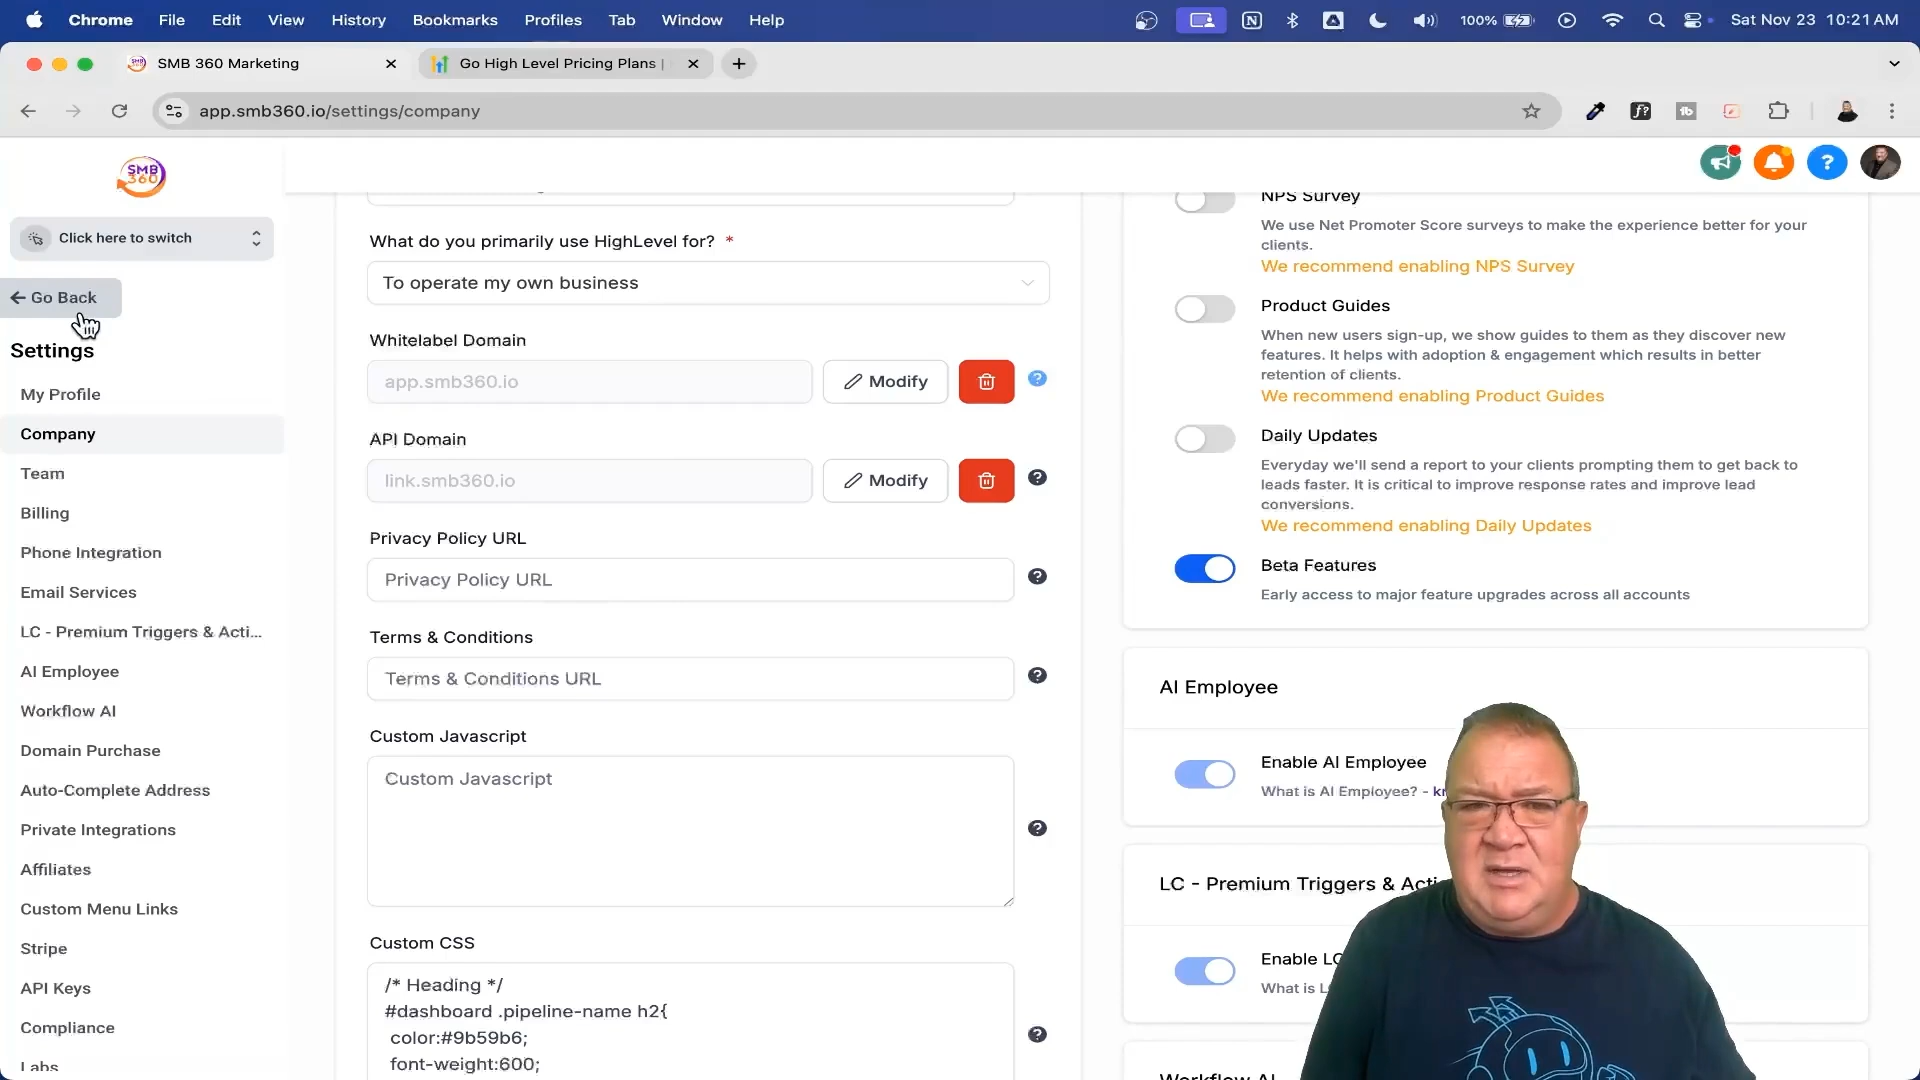 Chrome File Edit View History Bookmarks Profiles Tab Window Help
100% Sat Nov 23 10:21 AM
SMB 360 Marketing
Go High Level Pricing Plans |
app.smb360.io/settings/company
SMB
360
Click here to switch
Go Back
Settings
My Profile
Company
Team
Billing
Phone Integration
Email Services
LC - Premium Triggers & Acti...
AI Employee
Workflow AI
Domain Purchase
Auto-Complete Address
Private Integrations
Affiliates
Custom Menu Links
Stripe
API Keys
Compliance
Labs
What do you primarily use HighLevel for? *
To operate my own business
Whitelabel Domain
app.smb360.io
Modify
API Domain
link.smb360.io
Modify
Privacy Policy URL
Privacy Policy URL
Terms & Conditions
Terms & Conditions URL
Custom Javascript
Custom Javascript
Custom CSS
/* Heading */
#dashboard .pipeline-name h2{
color:#9b59b6;
font-weight:600;
NPS Survey
We use Net Promoter Score surveys to make the experience better for your
clients.
We recommend enabling NPS Survey
Product Guides
When new users sign-up, we show guides to them as they discover new
features. It helps with adoption & engagement which results in better
retention of clients.
We recommend enabling Product Guides
Daily Updates
Everyday we'll send a report to your clients prompting them to get back to
leads faster. It is critical to improve response rates and improve lead
conversions.
We recommend enabling Daily Updates
Beta Features
Early access to major feature upgrades across all accounts
AI Employee
Enable AI Employee
What is AI Employee? -
LC - Premium Triggers & Acti
Enable LC
What is L
Workflow AI